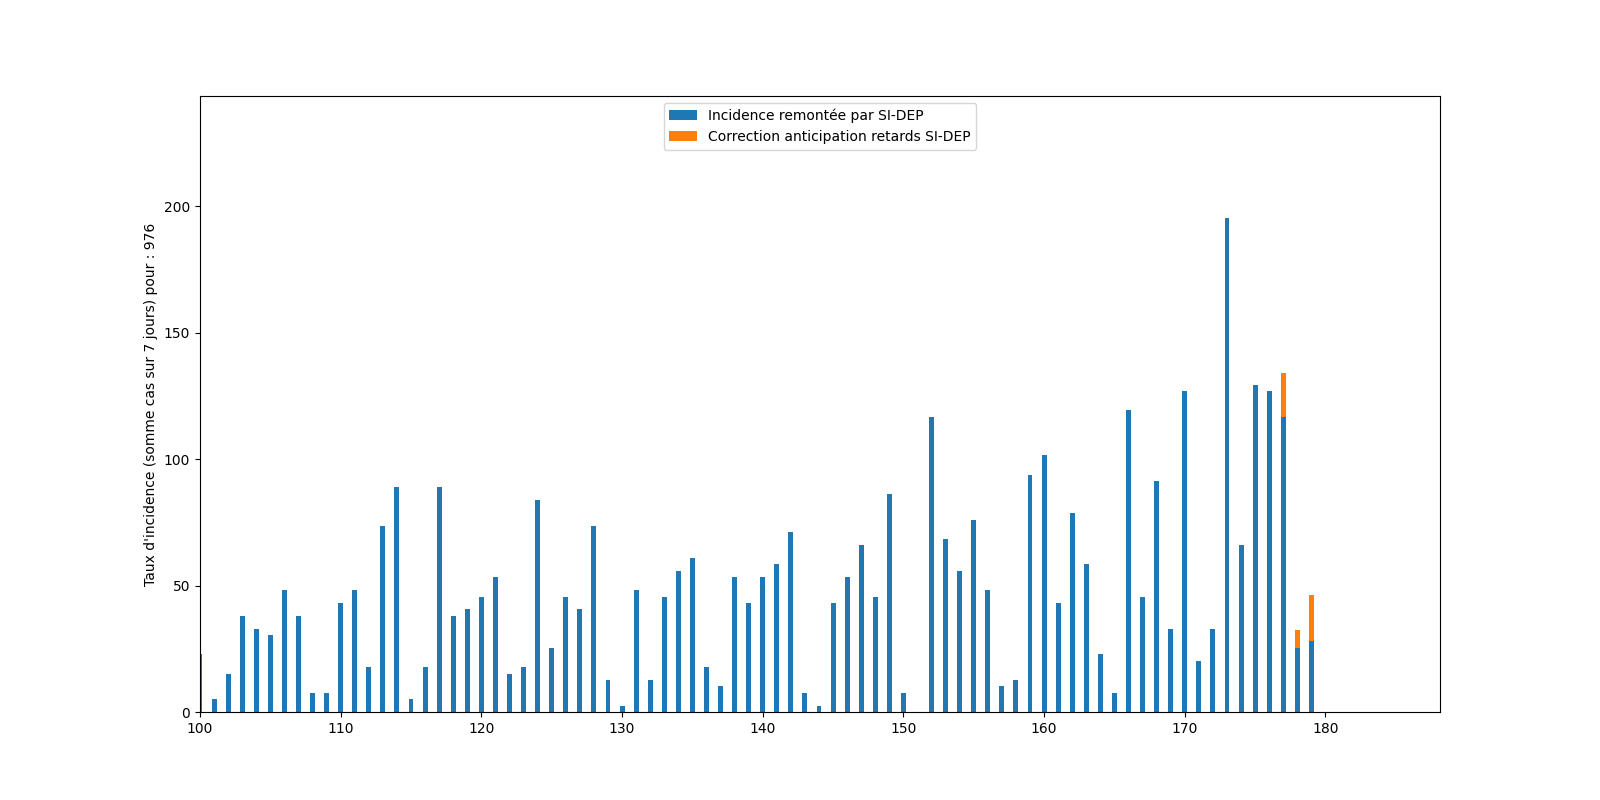 Incidence remontée par SI-DEP
Correction anticipation retards SI-DEP
Taux d'incidence (somme cas sur 7 jours) pour : 976
200
150
100
50
0
100 110 120 130 140 150 160 170 180